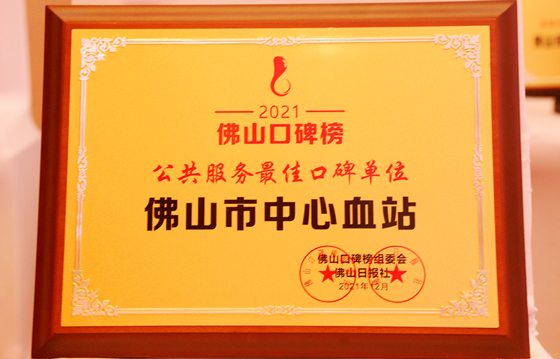 2021
佛山口碑榜
公共服务最佳口碑单位
佛山市中心血站
佛山口碑榜组委会
佛山日报社
2021年12月